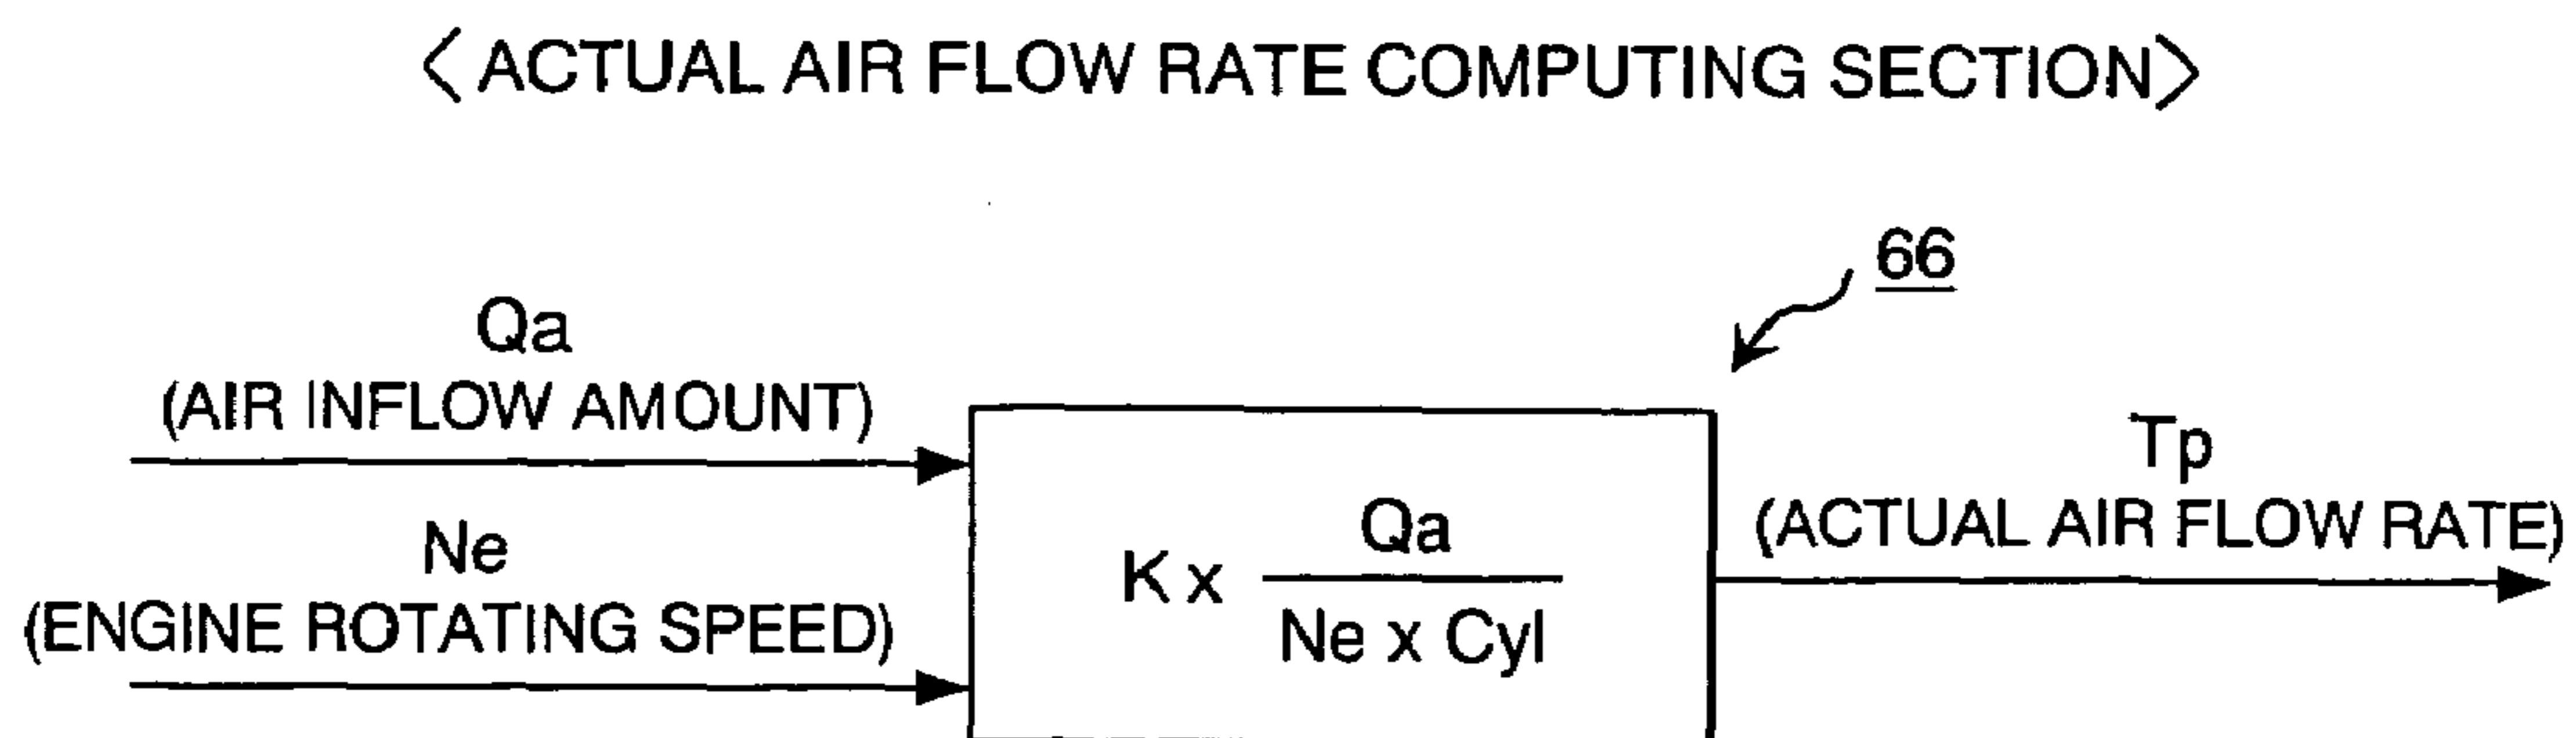 <ACTUAL AIR FLOW RATE COMPUTING SECTION>
66
Qa
(AIR INFLOW AMOUNT)
Ne
(ENGINE ROTATING SPEED)
K x Qa
Ne x Cyl
Tp
(ACTUAL AIR FLOW RATE)